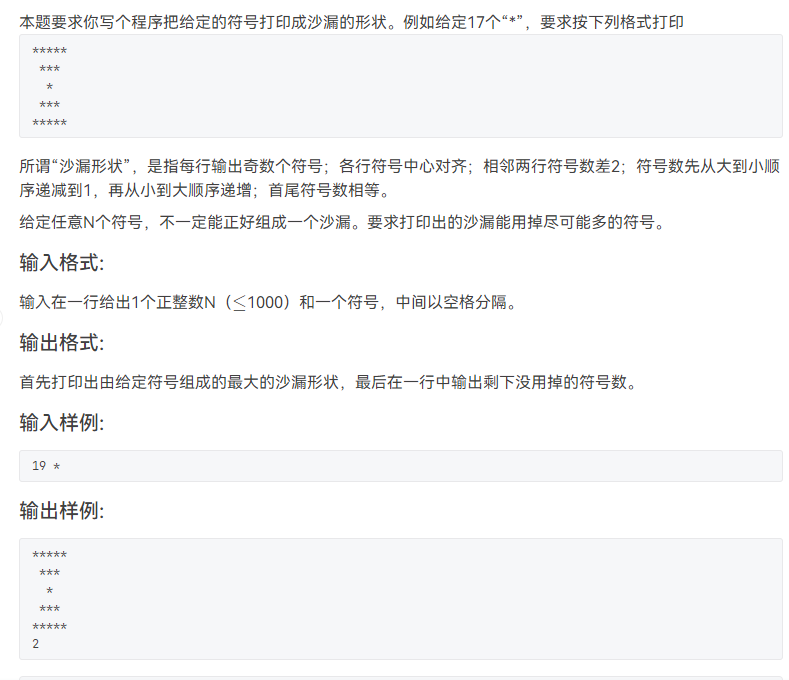 本题要求你写个程序把给定的符号打印成沙漏的形状。例如给定17个“*”，要求按下列格式打印
*****
 ***
  *
 ***
*****
所谓“沙漏形状”，是指每行输出奇数个符号；各行符号中心对齐；相邻两行符号数差2；符号数先从大到小顺
序递减到1，再从小到大顺序递增；首尾符号数相等。
给定任意N个符号，不一定能正好组成一个沙漏。要求打印出的沙漏能用掉尽可能多的符号。
输入格式:
输入在一行给出1个正整数N（≤1000）和一个符号，中间以空格分隔。
输出格式:
首先打印出由给定符号组成的最大的沙漏形状，最后在一行中输出剩下没用掉的符号数。
输入样例:
19 *
输出样例:
*****
 ***
  *
 ***
*****
2